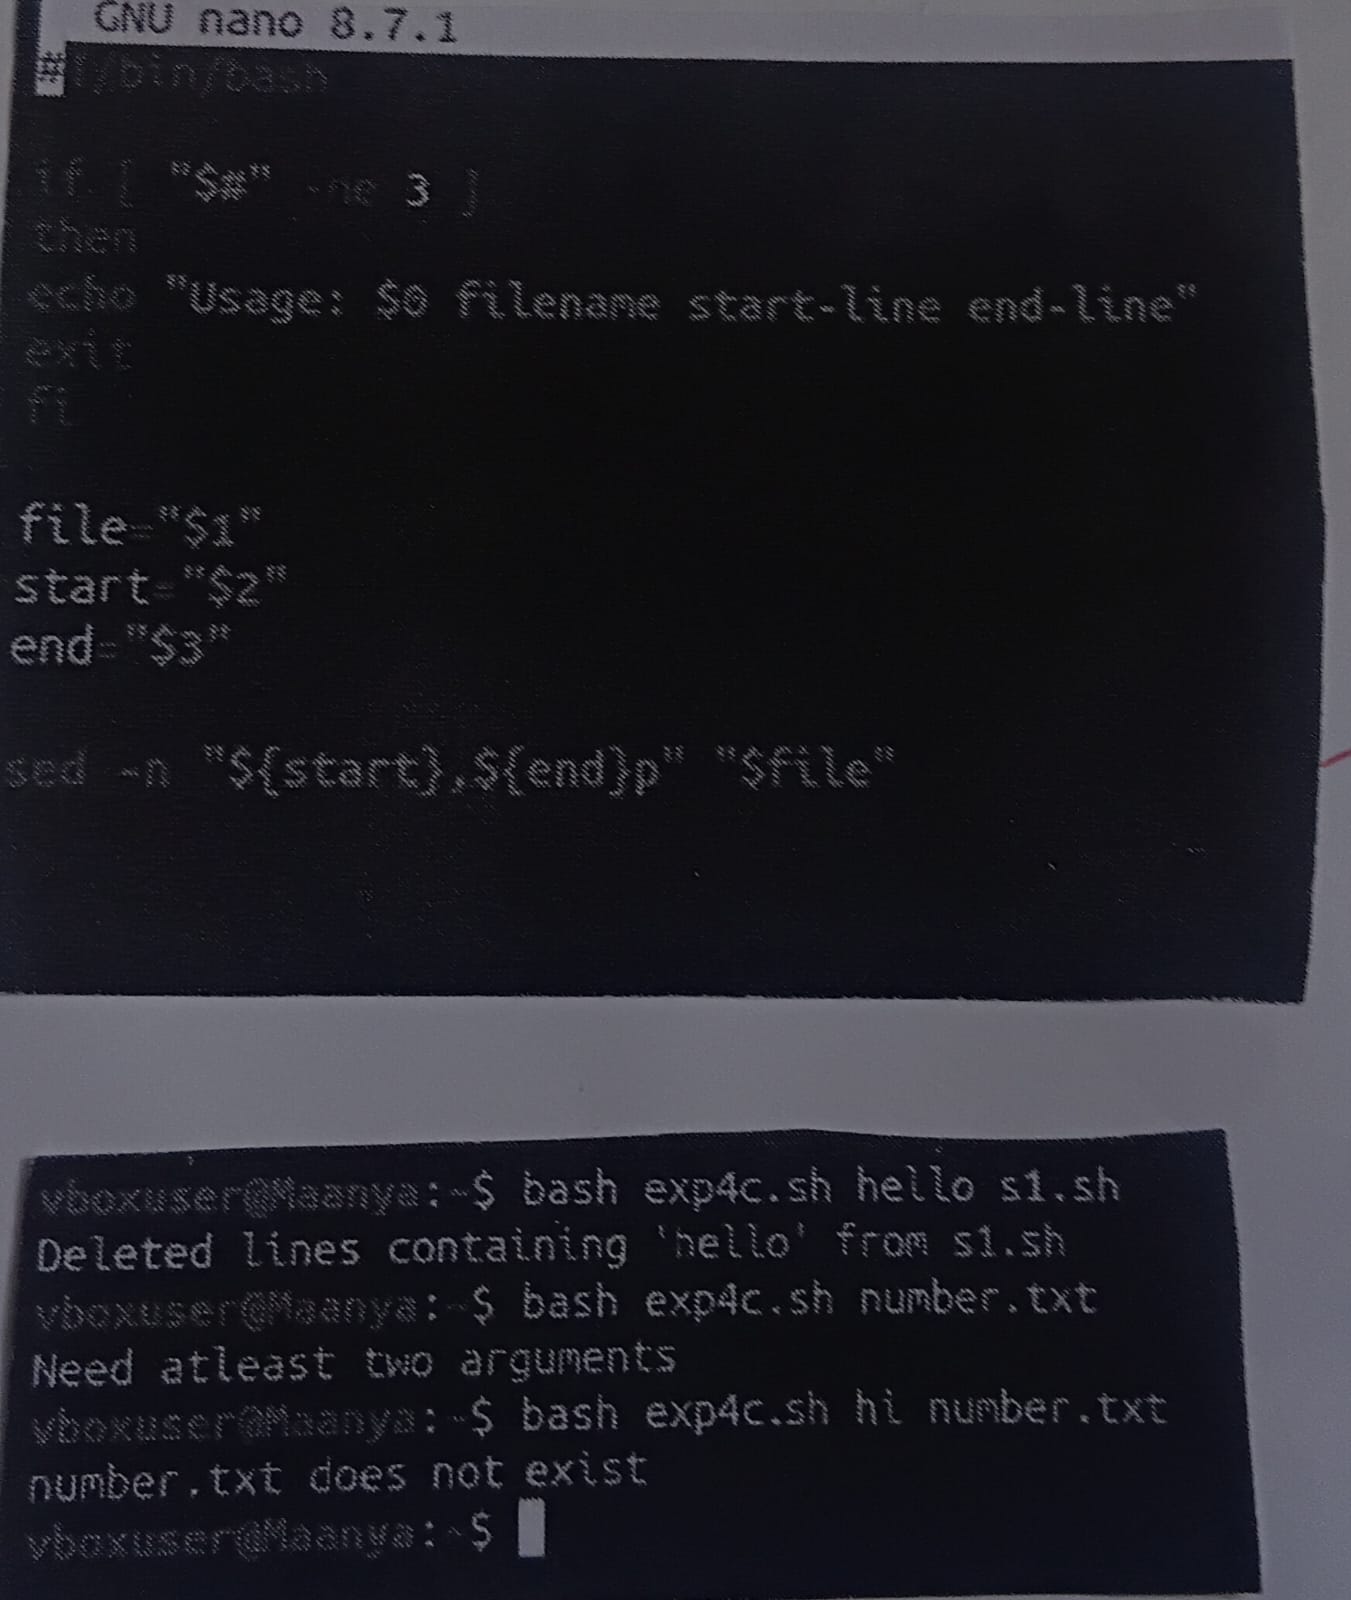 GNU nano 8.7.1
#!/bin/bash
if [ "$#" -ne 3 ]
then
echo "Usage: $0 filename start-line end-line"
exit
fi
file="$1"
start="$2"
end="$3"
sed -n "${start},${end}p" "$file"
vboxuser@Maanya:~$ bash exp4c.sh hello s1.sh
Deleted lines containing 'hello' from s1.sh
vboxuser@Maanya:~$ bash exp4c.sh number.txt
Need atleast two arguments
vboxuser@Maanya:~$ bash exp4c.sh hi number.txt
number.txt does not exist
vboxuser@Maanya:~$